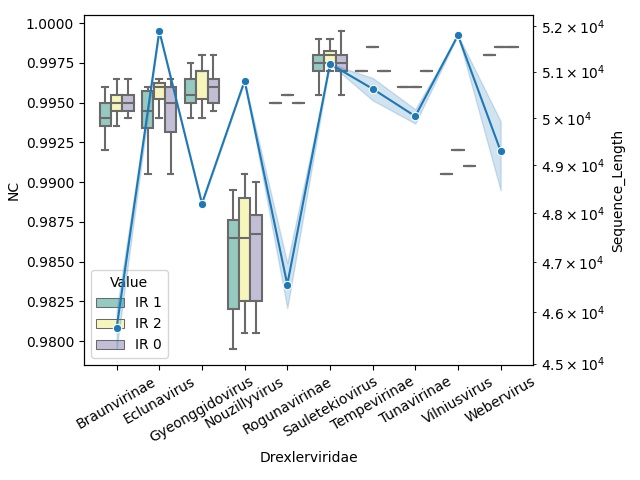 1.0000
0.9975
0.9950
0.9925
0.9900
0.9875
0.9850
0.9825
0.9800
NC
5.2 × 10⁴
5.1 × 10⁴
5 × 10⁴
4.9 × 10⁴
4.8 × 10⁴
4.7 × 10⁴
4.6 × 10⁴
4.5 × 10⁴
Sequence_Length
Value
IR 1
IR 2
IR 0
Braunvirinae
Eclunavirus
Gyeonggidovirus
Nouzillyvirus
Rogunavirinae
Sauletekiovirus
Tempevirinae
Tunavirinae
Vilniusvirus
Webervirus
Drexlerviridae